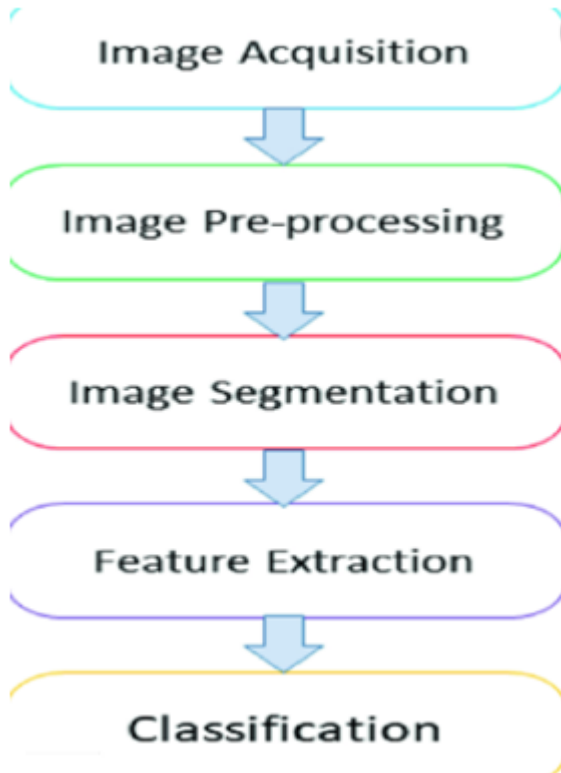 Image Acquisition
Image Pre-processing
Image Segmentation
Feature Extraction
Classification